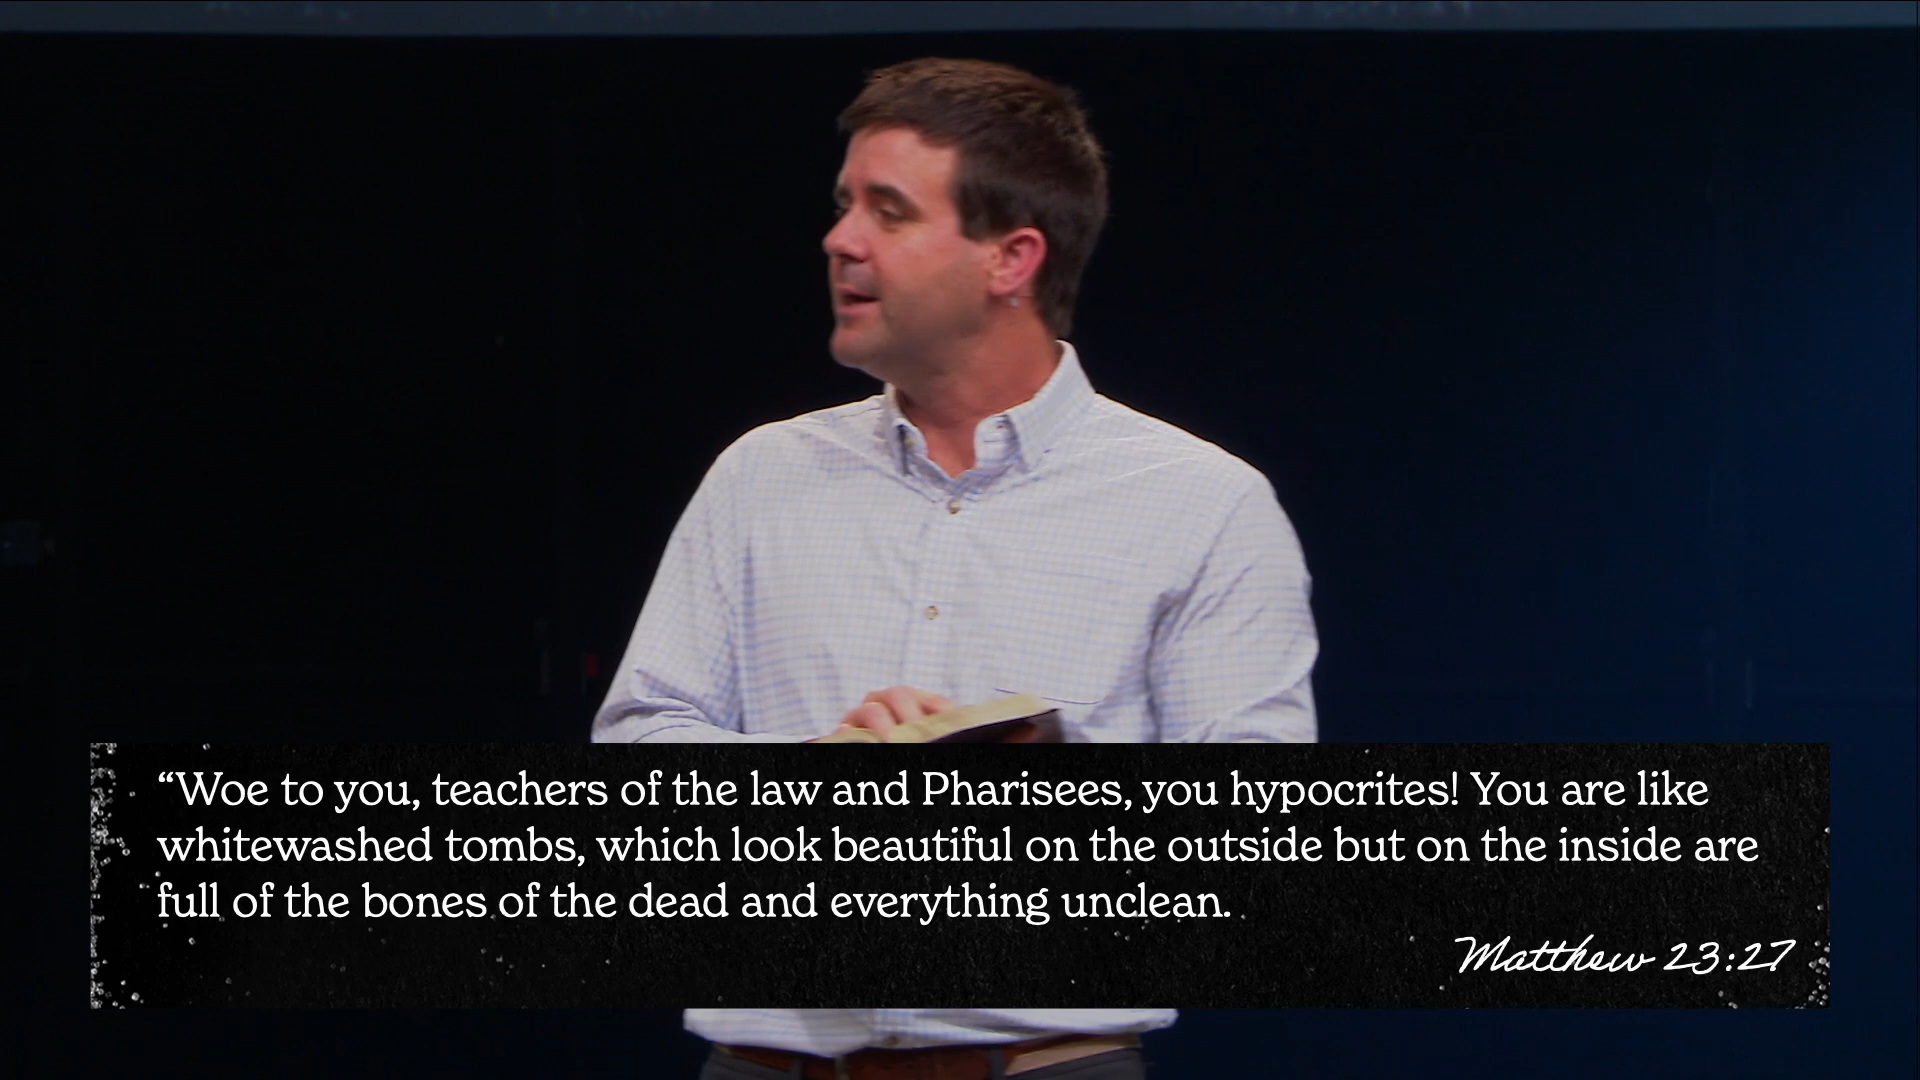 “Woe to you, teachers of the law and Pharisees, you hypocrites! You are like
whitewashed tombs, which look beautiful on the outside but on the inside are
full of the bones of the dead and everything unclean.
Matthew 23:27